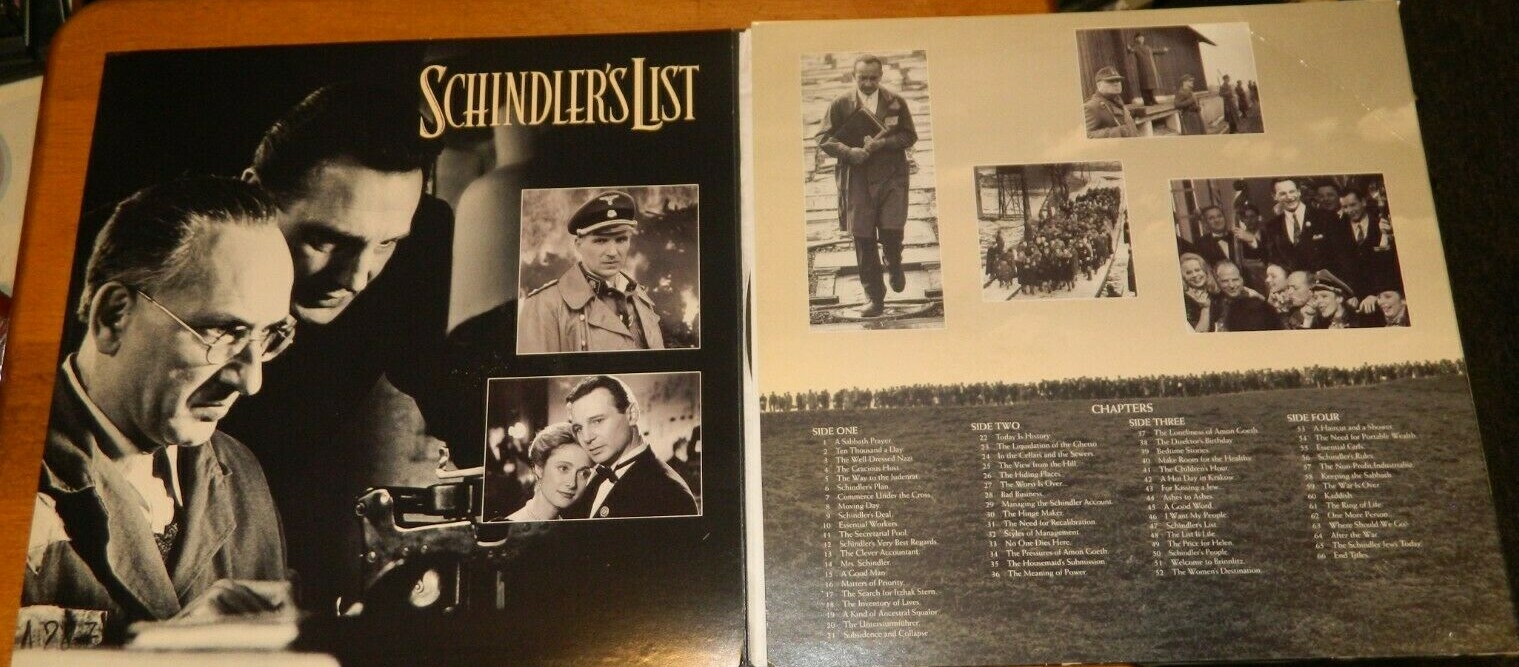 SCHINDLER'S LIST
CHAPTERS
SIDE ONE
1 A Sabbath Prayer
2 Ten Thousand a Day
3 The Well-Dressed Nazi
4 The Gracious Host
5 The Way to the Judenrat
6 Schindler's Plan
7 Commerce Under the Cross
8 Moving Day
9 Schindler's Deal
10 Essential Workers
11 The Secretarial Pool
12 Schindler's Very Best Regards
13 The Clever Accountant
14 Mrs. Schindler
15 A Good Man
16 Matters of Priority
17 The Search for Itzhak Stern
18 The Inventory of Lives
19 A Kind of Ancestral Squalor
20 The Untersturmführer
21 Subsidence and Collapse
SIDE TWO
22 Today Is History
23 The Liquidation of the Ghetto
24 In the Cellars and the Sewers
25 The View from the Hill
26 The Hiding Places
27 The Worst Is Over
28 Bad Business
29 Managing the Schindler Account
30 The Hinge Maker
31 The Need for Recalibration
32 Styles of Management
33 No One Dies Here
34 The Pressures of Amon Goeth
35 The Housemaid's Submission
36 The Meaning of Power
SIDE THREE
37 The Loneliness of Amon Goeth
38 The Direktor's Birthday
39 Bedtime Stories
40 Make Room for the Healthy
41 The Children's Hour
42 A Hot Day in Krakow
43 For Kissing a Jew
44 Ashes to Ashes
45 A Good Word
46 I Want My People
47 Schindler's List
48 The List Is Life
49 The Price for Helen
50 Schindler's People
51 Welcome to Brinnlitz
52 The Women's Destination
SIDE FOUR
53 A Haman and a Shower
54 The Need for Portable Wealth
55 Essential Girls
56 Schindler's Rules
57 The Non-Profit Industrialist
58 Keeping the Sabbath
59 The War Is Over
60 Kaddish
61 The Ring of Life
62 One More Person
63 Where Should We Go?
64 After the War
65 The Schindler Jews Today
66 End Titles